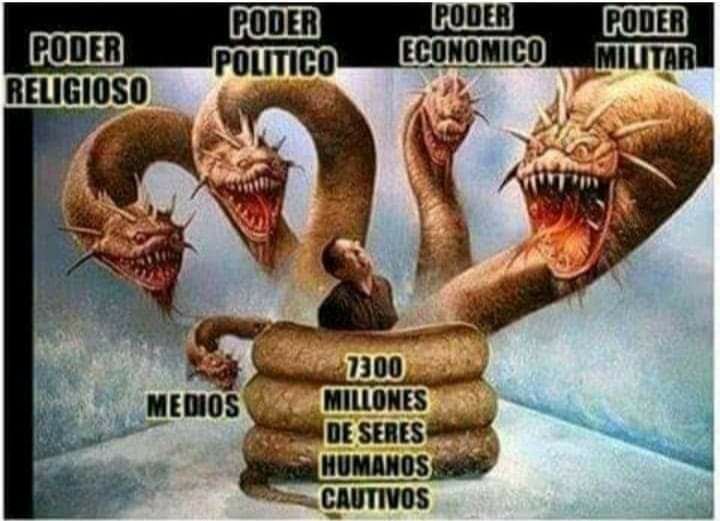 PODER
RELIGIOSO
PODER
POLITICO
PODER
ECONOMICO
PODER
MILITAR
MEDIOS
7300
MILLONES
DE SERES
HUMANOS
CAUTIVOS